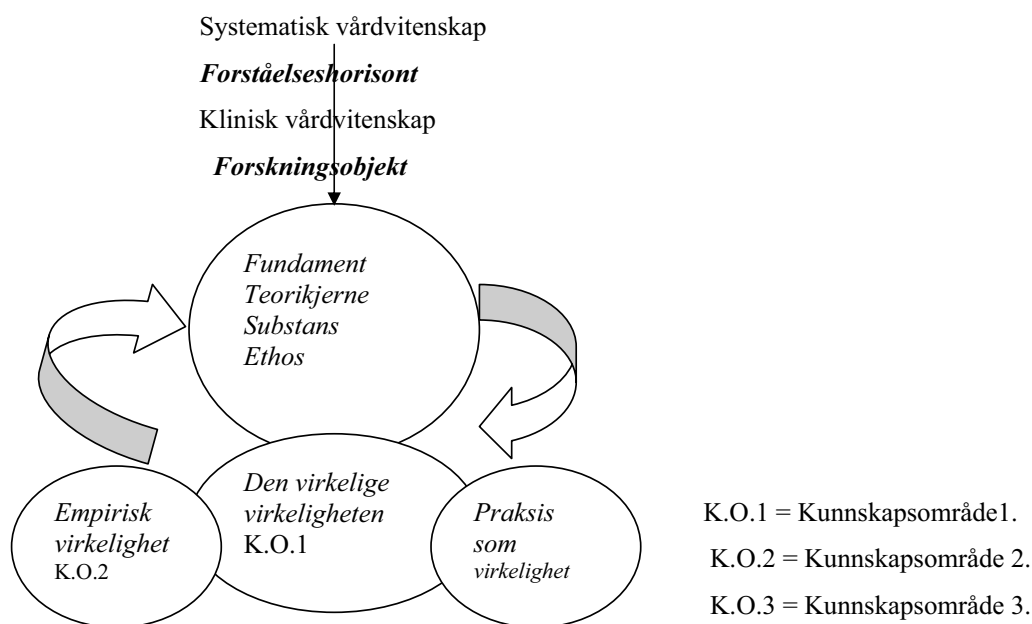 Systematisk vårdvitenskap
Forståelseshorisont
Klinisk vårdvitenskap
Forskningsobjekt
Fundament
Teorikjerne
Substans
Ethos
Den virkelige
virkeligheten
K.O.1
Empirisk
virkelighet
K.O.2
Praksis
som
virkelighet
K.O.1 = Kunnskapsområde1.
K.O.2 = Kunnskapsområde 2.
K.O.3 = Kunnskapsområde 3.